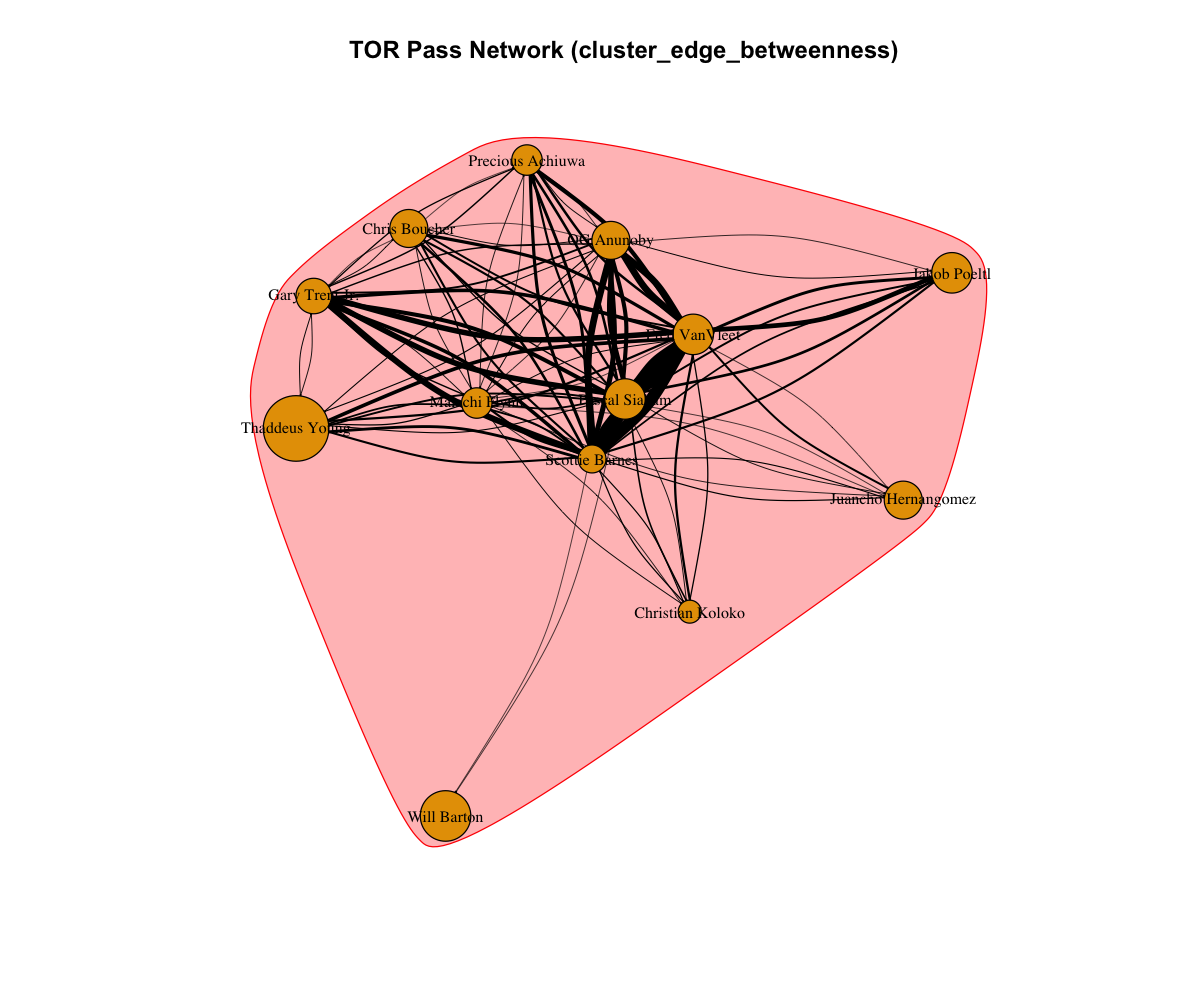 TOR Pass Network (cluster_edge_betweenness)
Precious Achiuwa
Chris Boucher
OG Anunoby
Jakob Poeltl
Gary Trent Jr.
VanVleet
Pascal Siakam
Malachi Flynn
Thaddeus Young
Scottie Barnes
Juancho Hernangomez
Christian Koloko
Will Barton